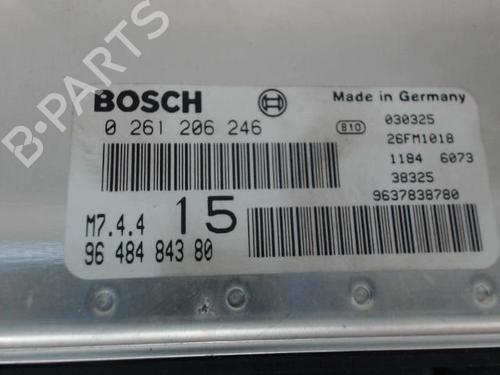 B-PARTS
BOSCH
Made in Germany
0 261 206 246
B10
030325
26FM1018
1184 6073
38325
9637838780
M7.4.4
15
96 484 843 80